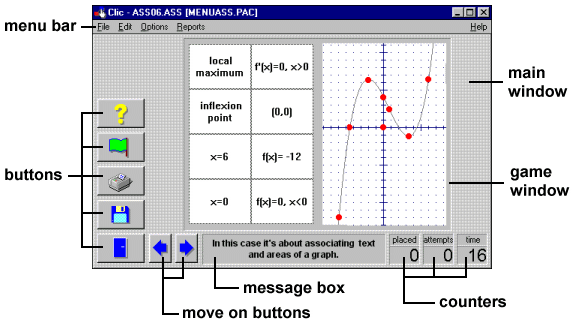 Clic - ASS06.ASS [MENUASS.PAC]
menu bar
File Edit Options Reports Help
local maximum
f'(x)=0, x>0
inflexion point
(0,0)
x=6
f(x)= -12
x=0
f(x)=0, x<0
main window
game window
buttons
In this case it's about associating text
and areas of a graph.
placed attempts time
0 0 16
message box
move on buttons
counters